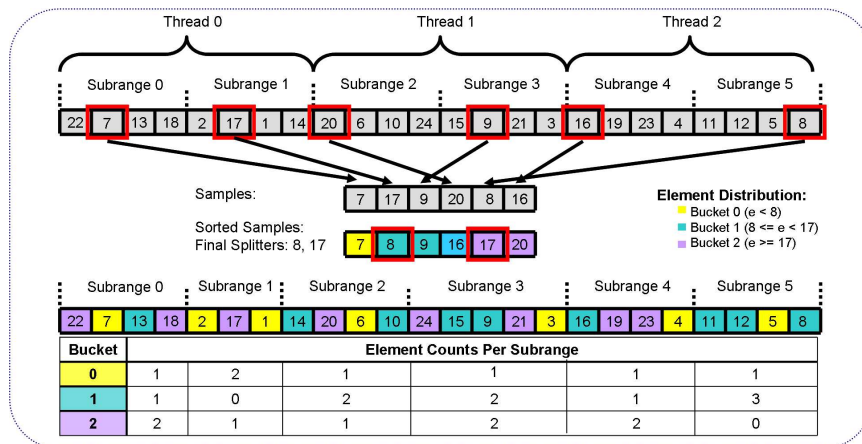 Thread 0 Thread 1 Thread 2
Subrange 0 Subrange 1 Subrange 2 Subrange 3 Subrange 4 Subrange 5
22 7 13 18 2 17 1 14 20 6 10 24 15 9 21 3 16 19 23 4 11 12 5 8
Samples: 7 17 9 20 8 16
Element Distribution:
Bucket 0 (e < 8)
Bucket 1 (8 <= e < 17)
Bucket 2 (e >= 17)
Sorted Samples:
Final Splitters: 8, 17 7 8 9 16 17 20
Subrange 0 Subrange 1 Subrange 2 Subrange 3 Subrange 4 Subrange 5
22 7 13 18 2 17 1 14 20 6 10 24 15 9 21 3 16 19 23 4 11 12 5 8
Bucket Element Counts Per Subrange
0 1 2 1 1 1 1
1 1 0 2 2 1 3
2 2 1 1 2 2 0